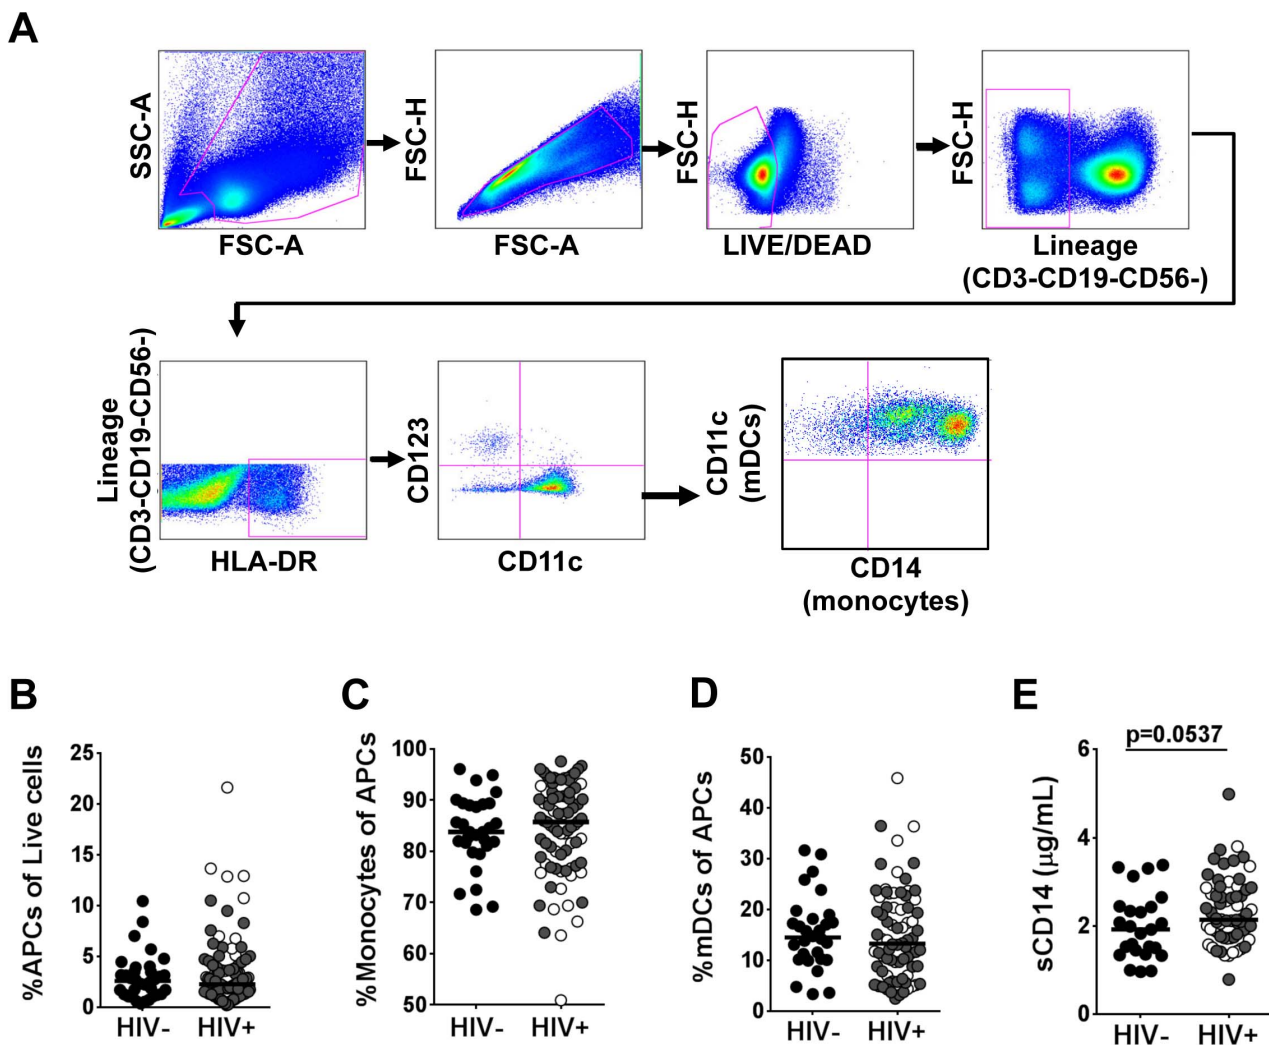 A
SSC-A
FSC-A
FSC-H
FSC-A
FSC-H
LIVE/DEAD
FSC-H
Lineage
(CD3-CD19-CD56-)
Lineage
(CD3-CD19-CD56-)
HLA-DR
CD123
CD11c
CD11c
(mDCs)
CD14
(monocytes)
B
%APCs of Live cells
25
20
15
10
5
0
HIV-
HIV+
C
%Monocytes of APCs
100
90
80
70
60
50
HIV-
HIV+
D
%mDCs of APCs
50
40
30
20
10
0
HIV-
HIV+
E
p=0.0537
sCD14 (µg/mL)
6
4
2
0
HIV-
HIV+